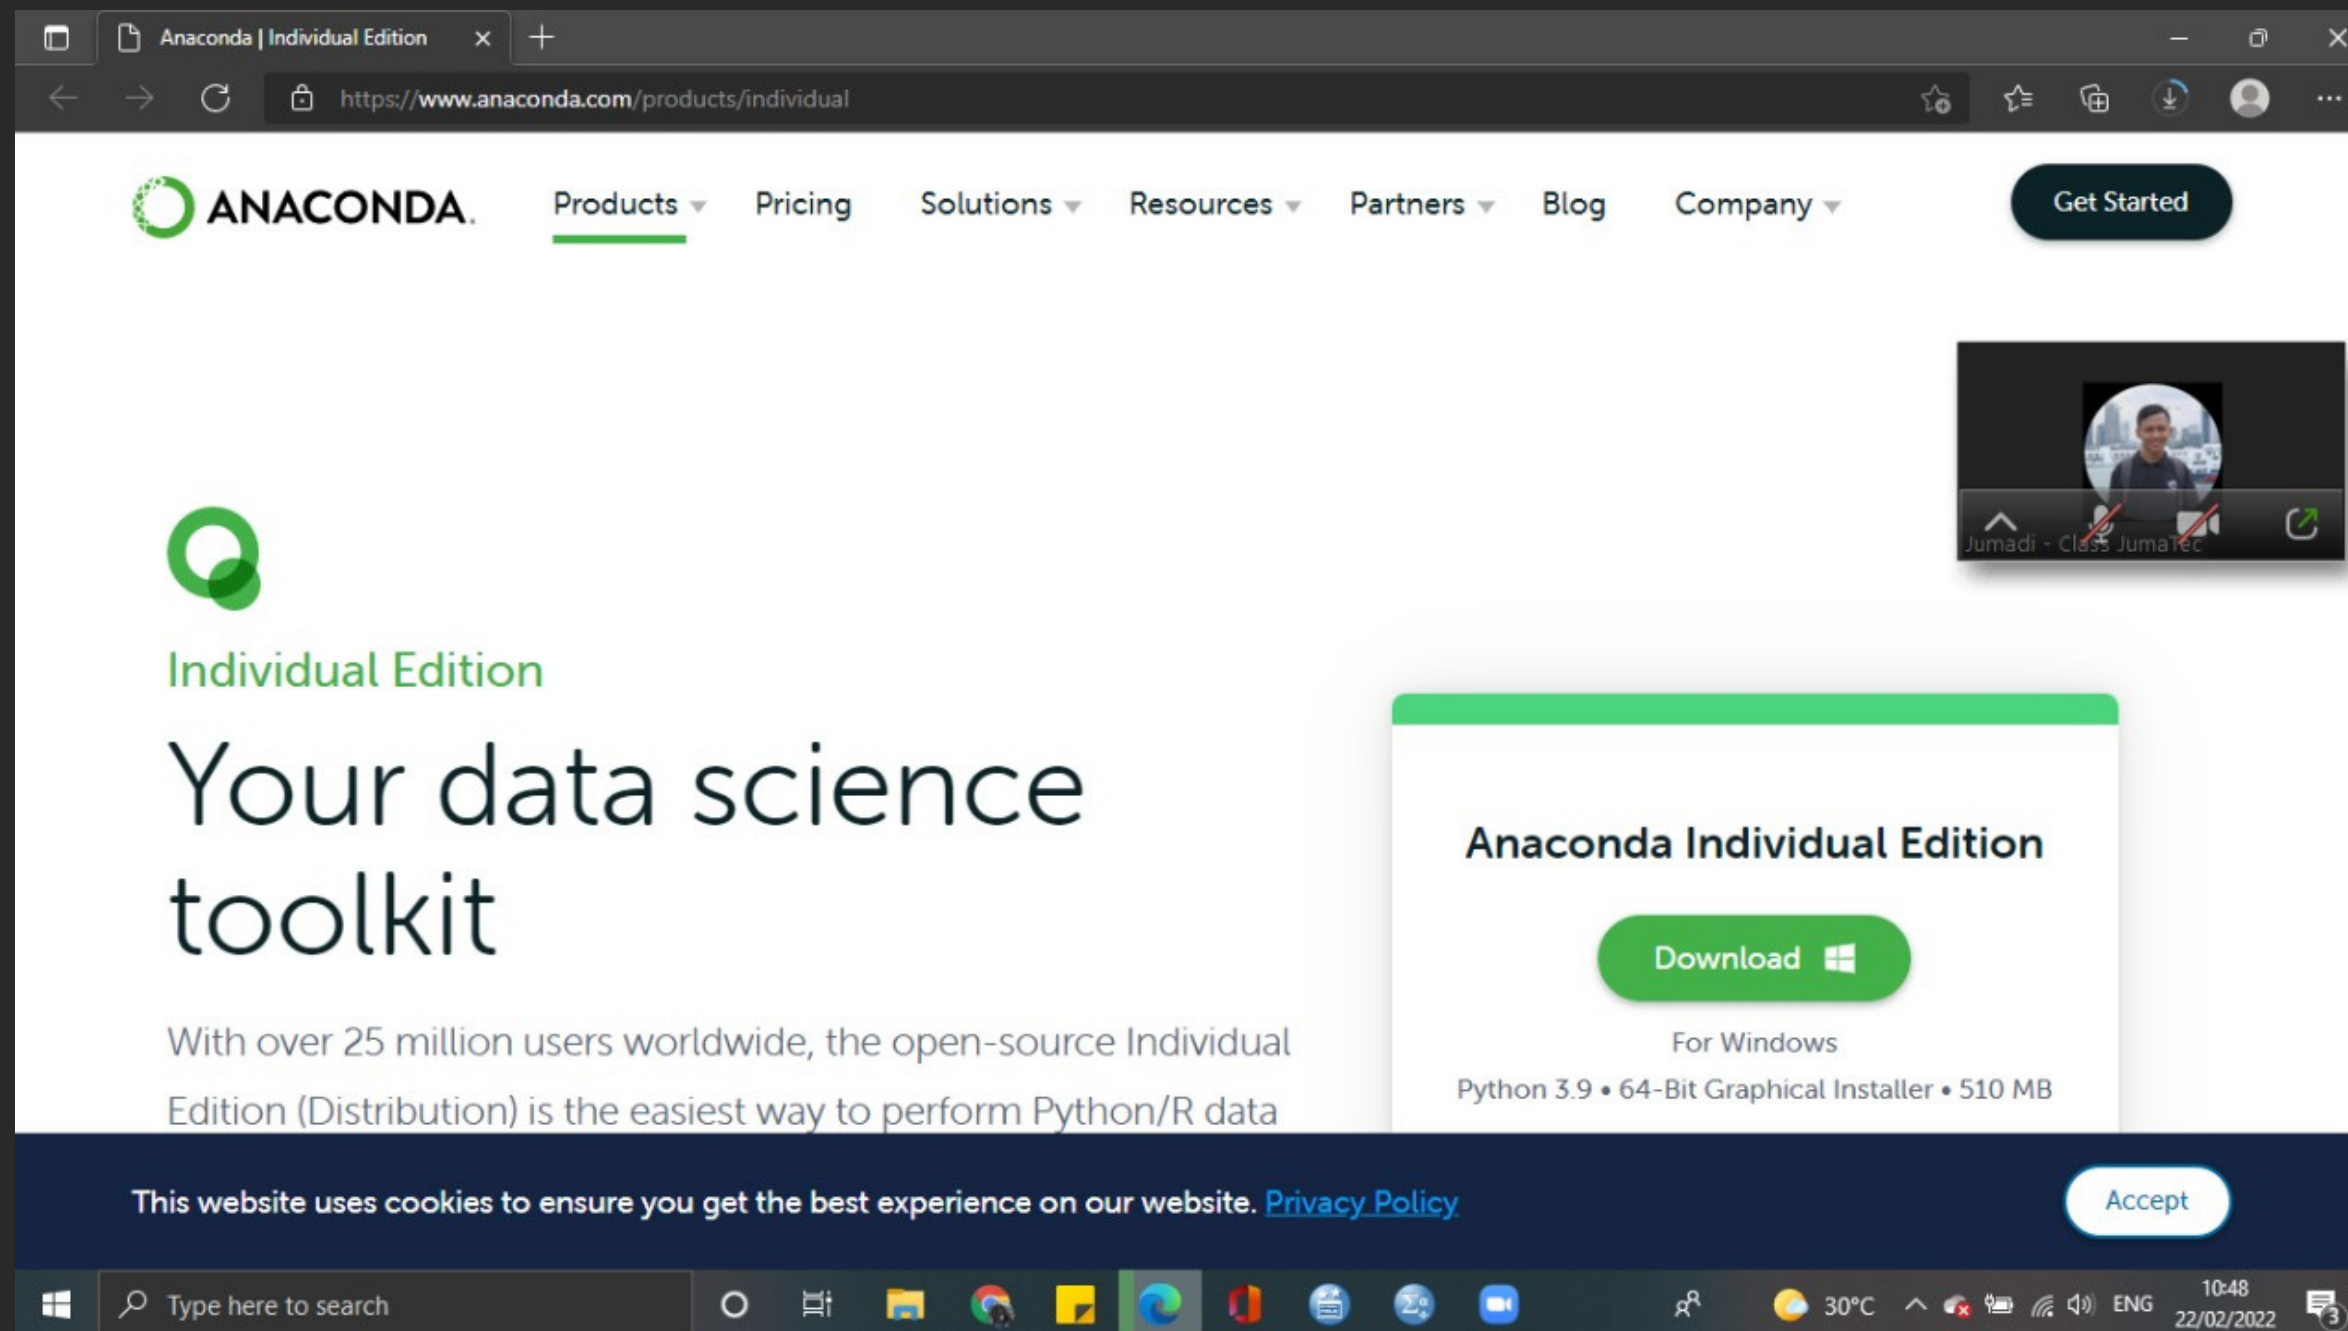 Anaconda | Individual Edition
https://www.anaconda.com/products/individual
ANACONDA.
Products
Pricing
Solutions
Resources
Partners
Blog
Company
Get Started
Jumadi - Class JumaTec
Individual Edition
Your data science
toolkit
With over 25 million users worldwide, the open-source Individual
Edition (Distribution) is the easiest way to perform Python/R data
Anaconda Individual Edition
Download
For Windows
Python 3.9 • 64-Bit Graphical Installer • 510 MB
This website uses cookies to ensure you get the best experience on our website. Privacy Policy
Accept
Type here to search
30°C
ENG
10:48
22/02/2022
3